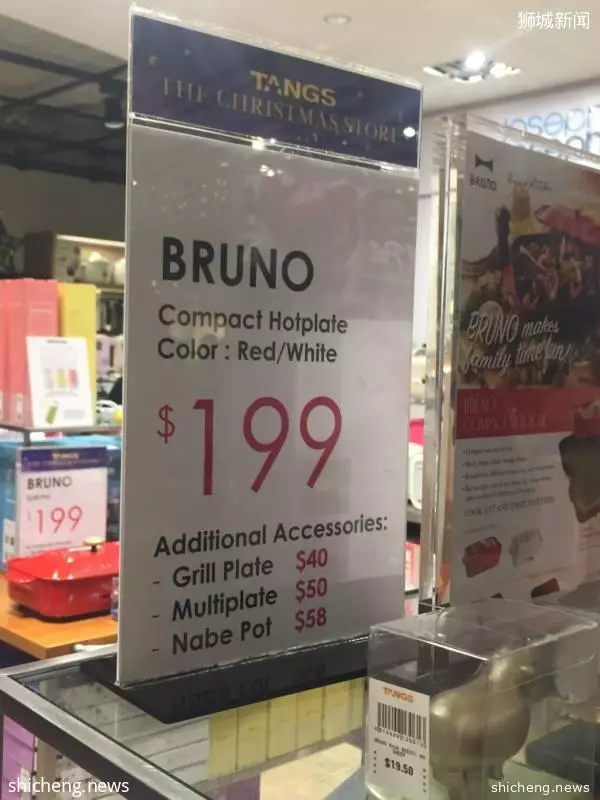 狮城新闻
TANGS
THE CHRISTMAS STORE
BRUNO
Compact Hotplate
Color : Red/White
$199
Additional Accessories:
- Grill Plate $40
- Multiplate $50
- Nabe Pot $58
TANGS
BRUNO
$199
BRUNO
BRUNO makes
family time fun!
BRUNO
TANGS
$19.50
shicheng.news
shicheng.news